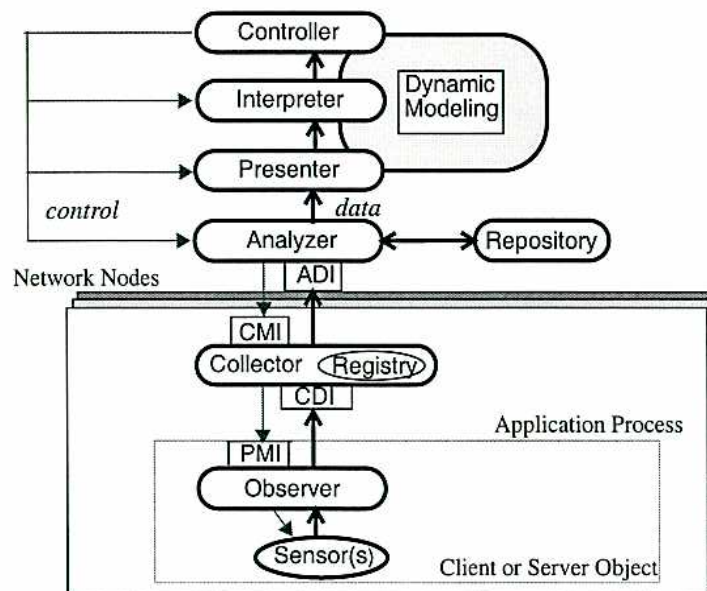 Controller
Dynamic
Modeling
Interpreter
Presenter
control
data
Analyzer
Repository
Network Nodes
ADI
CMI
Collector
Registry
CDI
Application Process
PMI
Observer
Sensor(s)
Client or Server Object